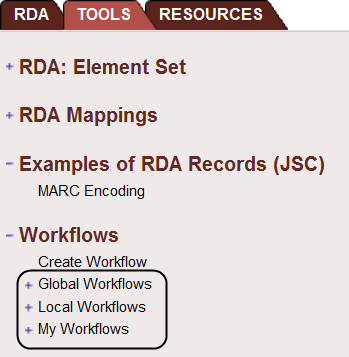 RDA TOOLS RESOURCES
RDA: Element Set
RDA Mappings
Examples of RDA Records (JSC)
MARC Encoding
Workflows
Create Workflow
Global Workflows
Local Workflows
My Workflows